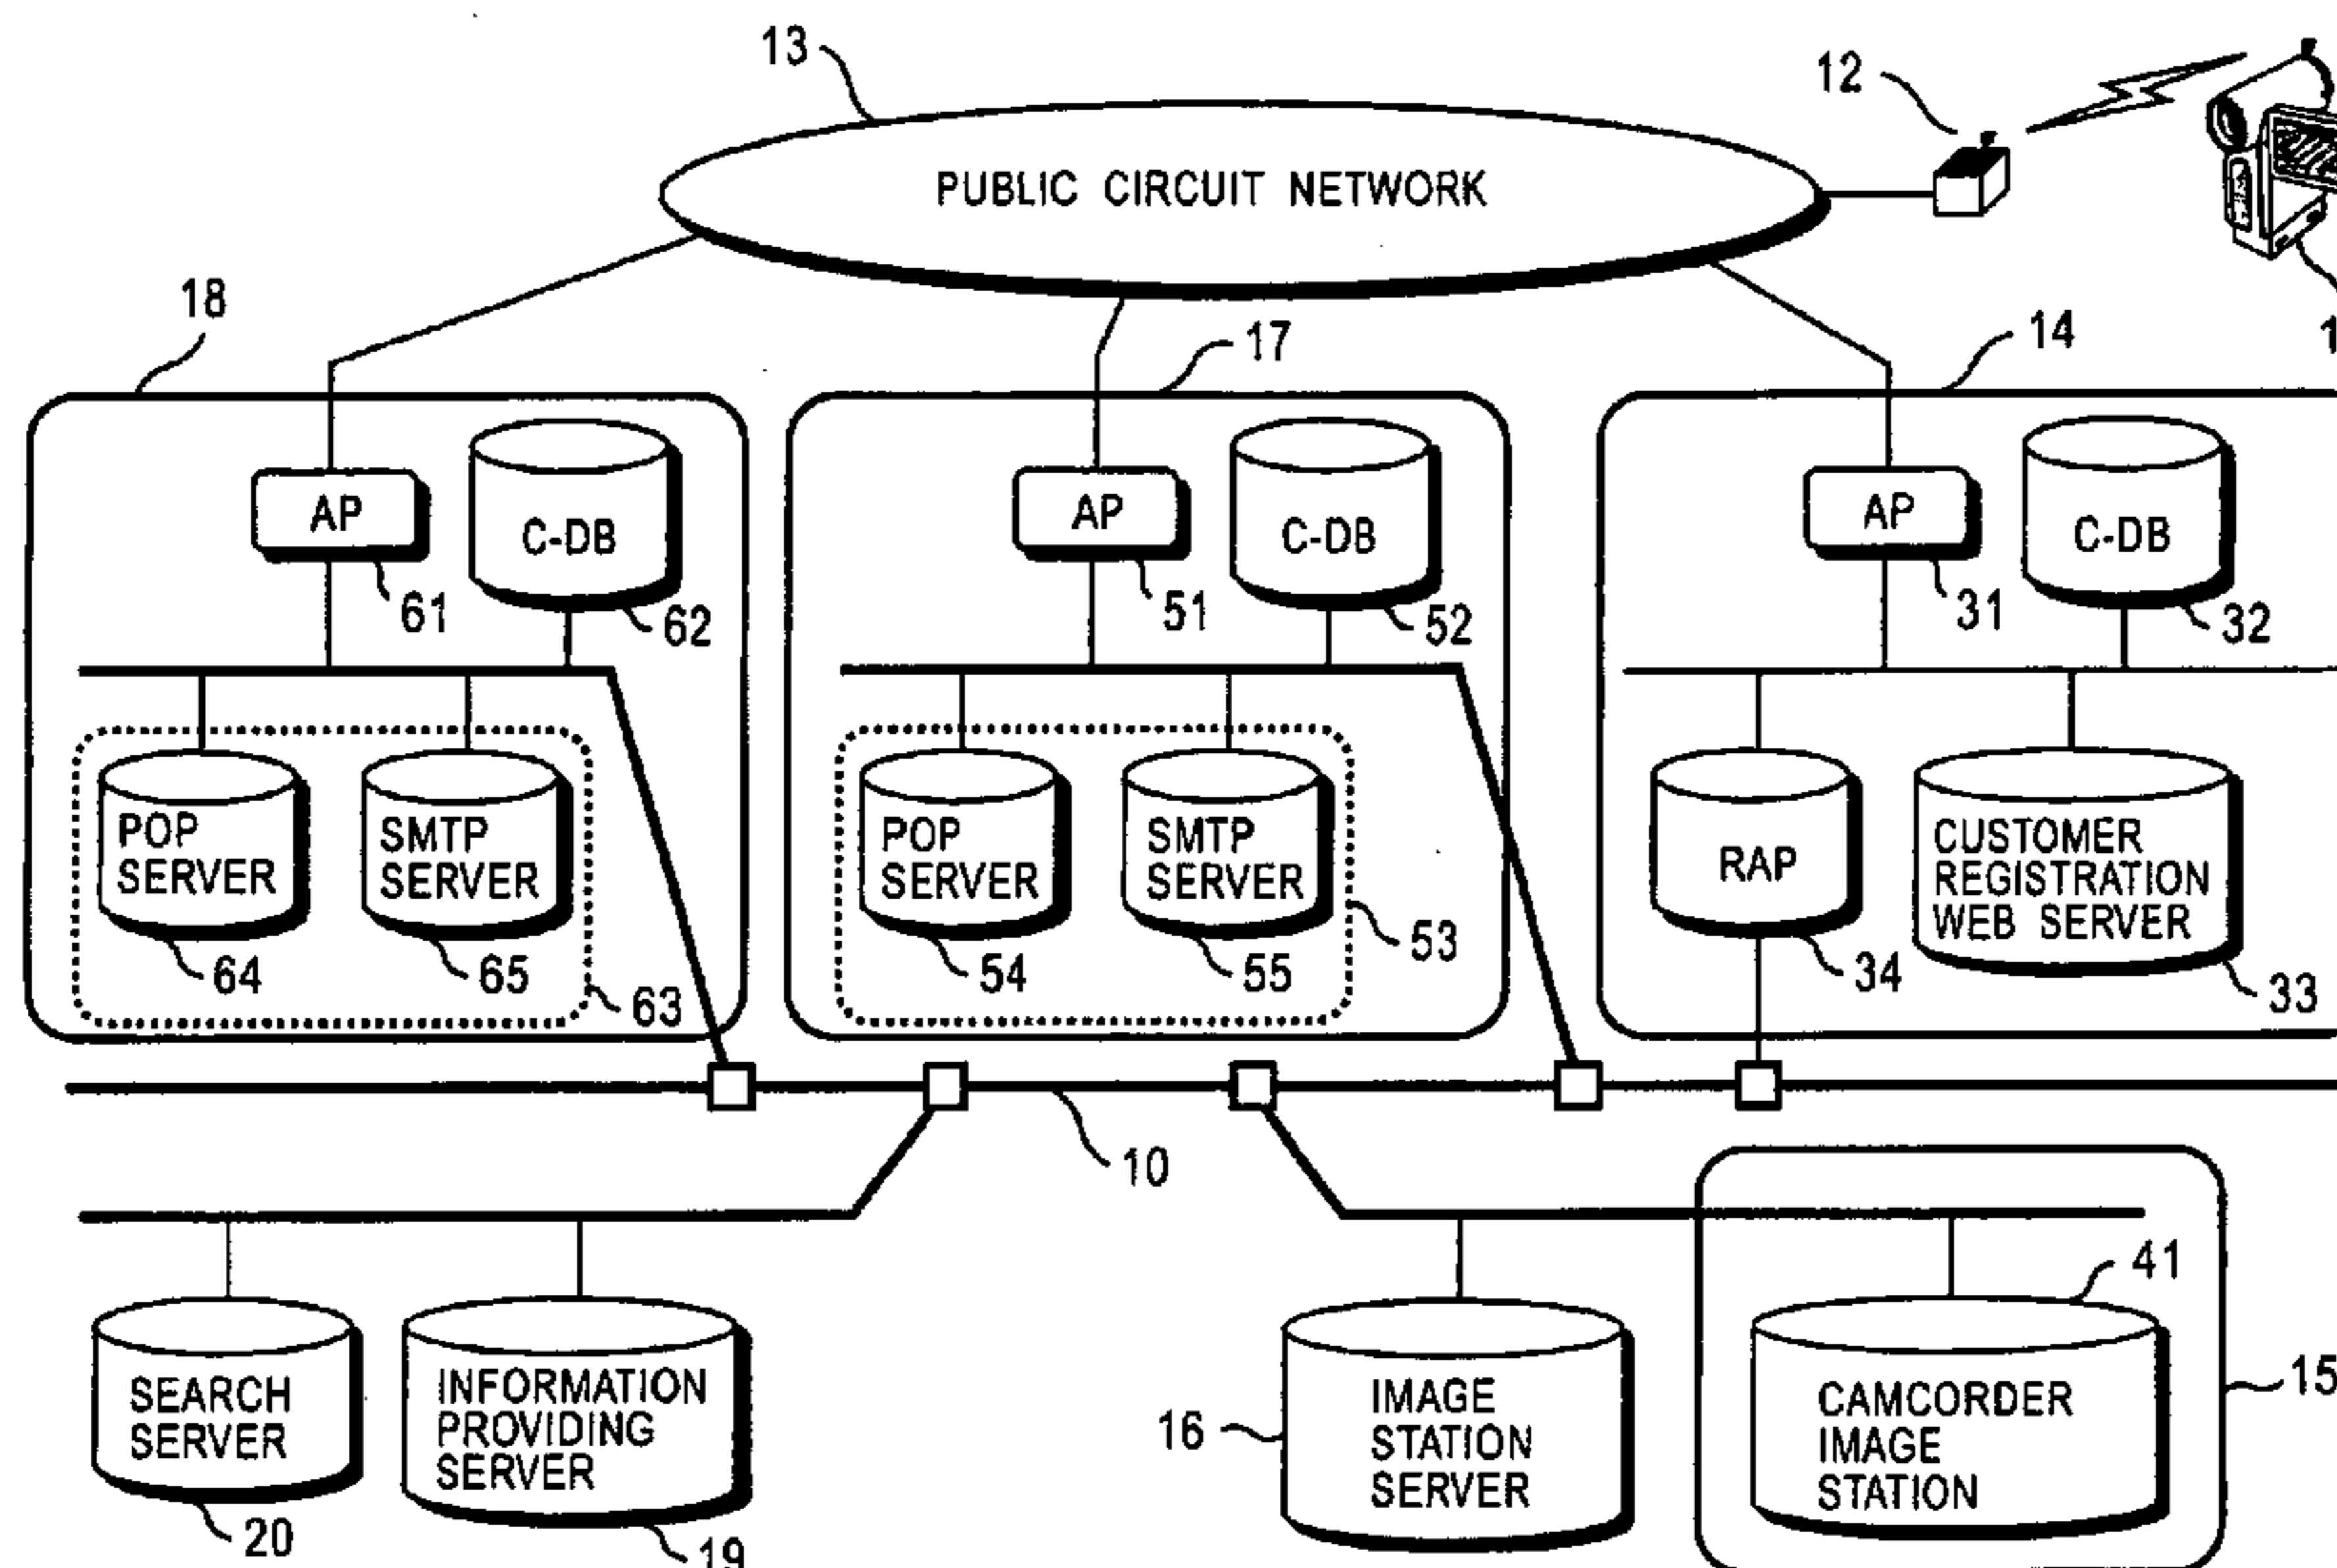 13
12
PUBLIC CIRCUIT NETWORK
18
17
14
AP
C-DB
AP
C-DB
AP
C-DB
61
62
51
52
31
32
POP
SERVER
SMTP
SERVER
POP
SERVER
SMTP
SERVER
RAP
CUSTOMER
REGISTRATION
WEB SERVER
64
65
63
54
55
53
34
33
10
41
SEARCH
SERVER
INFORMATION
PROVIDING
SERVER
16
IMAGE
STATION
SERVER
CAMCORDER
IMAGE
STATION
15
20
19